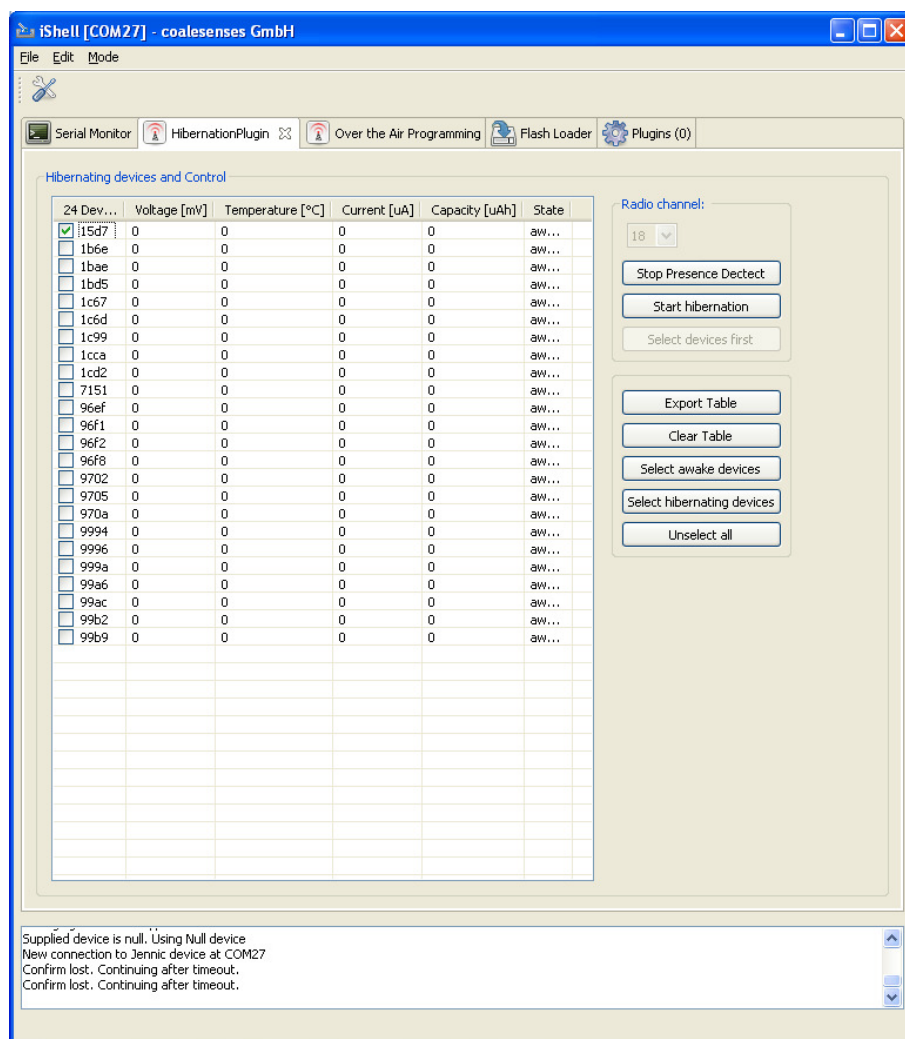 iShell [COM27] - coalesenses GmbH
File Edit Mode
Serial Monitor HibernationPlugin Over the Air Programming Flash Loader Plugins (0)
Hibernating devices and Control
24 Dev... Voltage [mV] Temperature [°C] Current [uA] Capacity [uAh] State
15d7 0 0 0 0 aw...
1b6e 0 0 0 0 aw...
1bae 0 0 0 0 aw...
1bd5 0 0 0 0 aw...
1c67 0 0 0 0 aw...
1c6d 0 0 0 0 aw...
1c99 0 0 0 0 aw...
1cca 0 0 0 0 aw...
1cd2 0 0 0 0 aw...
7151 0 0 0 0 aw...
96ef 0 0 0 0 aw...
96f1 0 0 0 0 aw...
96f2 0 0 0 0 aw...
96f8 0 0 0 0 aw...
9702 0 0 0 0 aw...
9705 0 0 0 0 aw...
970a 0 0 0 0 aw...
9994 0 0 0 0 aw...
9996 0 0 0 0 aw...
999a 0 0 0 0 aw...
99a6 0 0 0 0 aw...
99ac 0 0 0 0 aw...
99b2 0 0 0 0 aw...
99b9 0 0 0 0 aw...
Radio channel:
18
Stop Presence Dectect
Start hibernation
Select devices first
Export Table
Clear Table
Select awake devices
Select hibernating devices
Unselect all
Supplied device is null. Using Null device
New connection to Jennic device at COM27
Confirm lost. Continuing after timeout.
Confirm lost. Continuing after timeout.